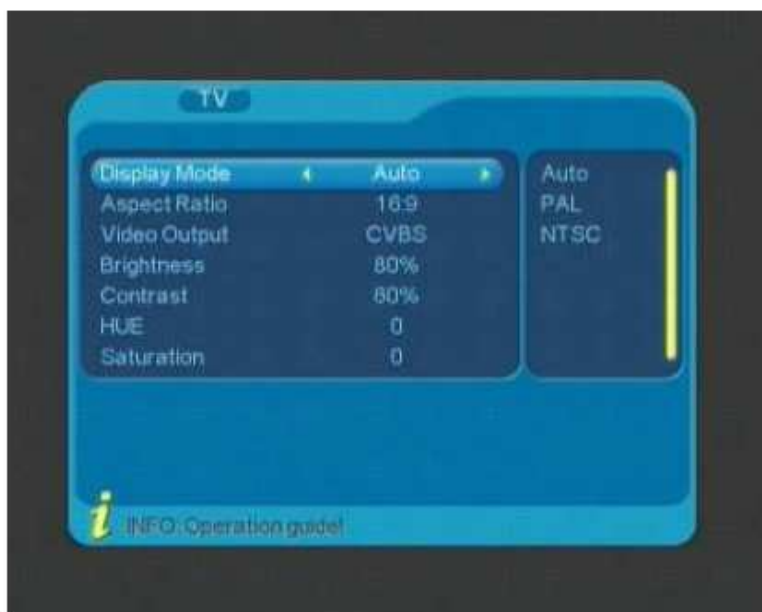 TV
Display Mode Auto
Aspect Ratio 16:9
Video Output CVBS
Brightness 80%
Contrast 60%
HUE 0
Saturation 0
Auto
PAL
NTSC
i INFO: Operation guide!